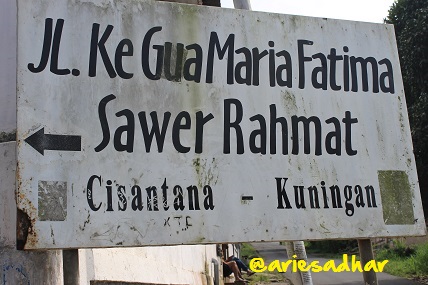 JL. Ke Gua Maria Fatima
Sawer Rahmat
Cisantana - Kuningan
@ariesadhar